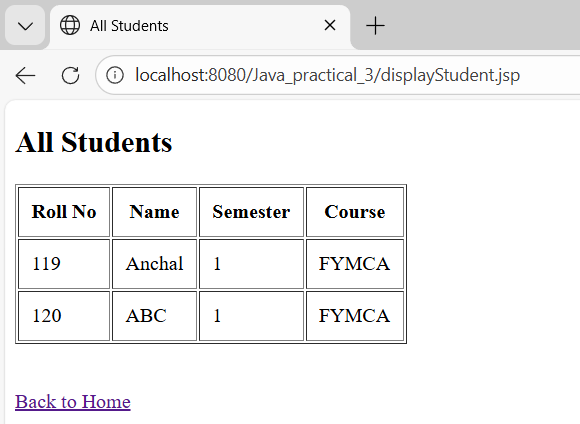 All Students
localhost:8080/Java_practical_3/displayStudent.jsp
All Students
Roll No Name Semester Course
119 Anchal 1 FYMCA
120 ABC 1 FYMCA
Back to Home